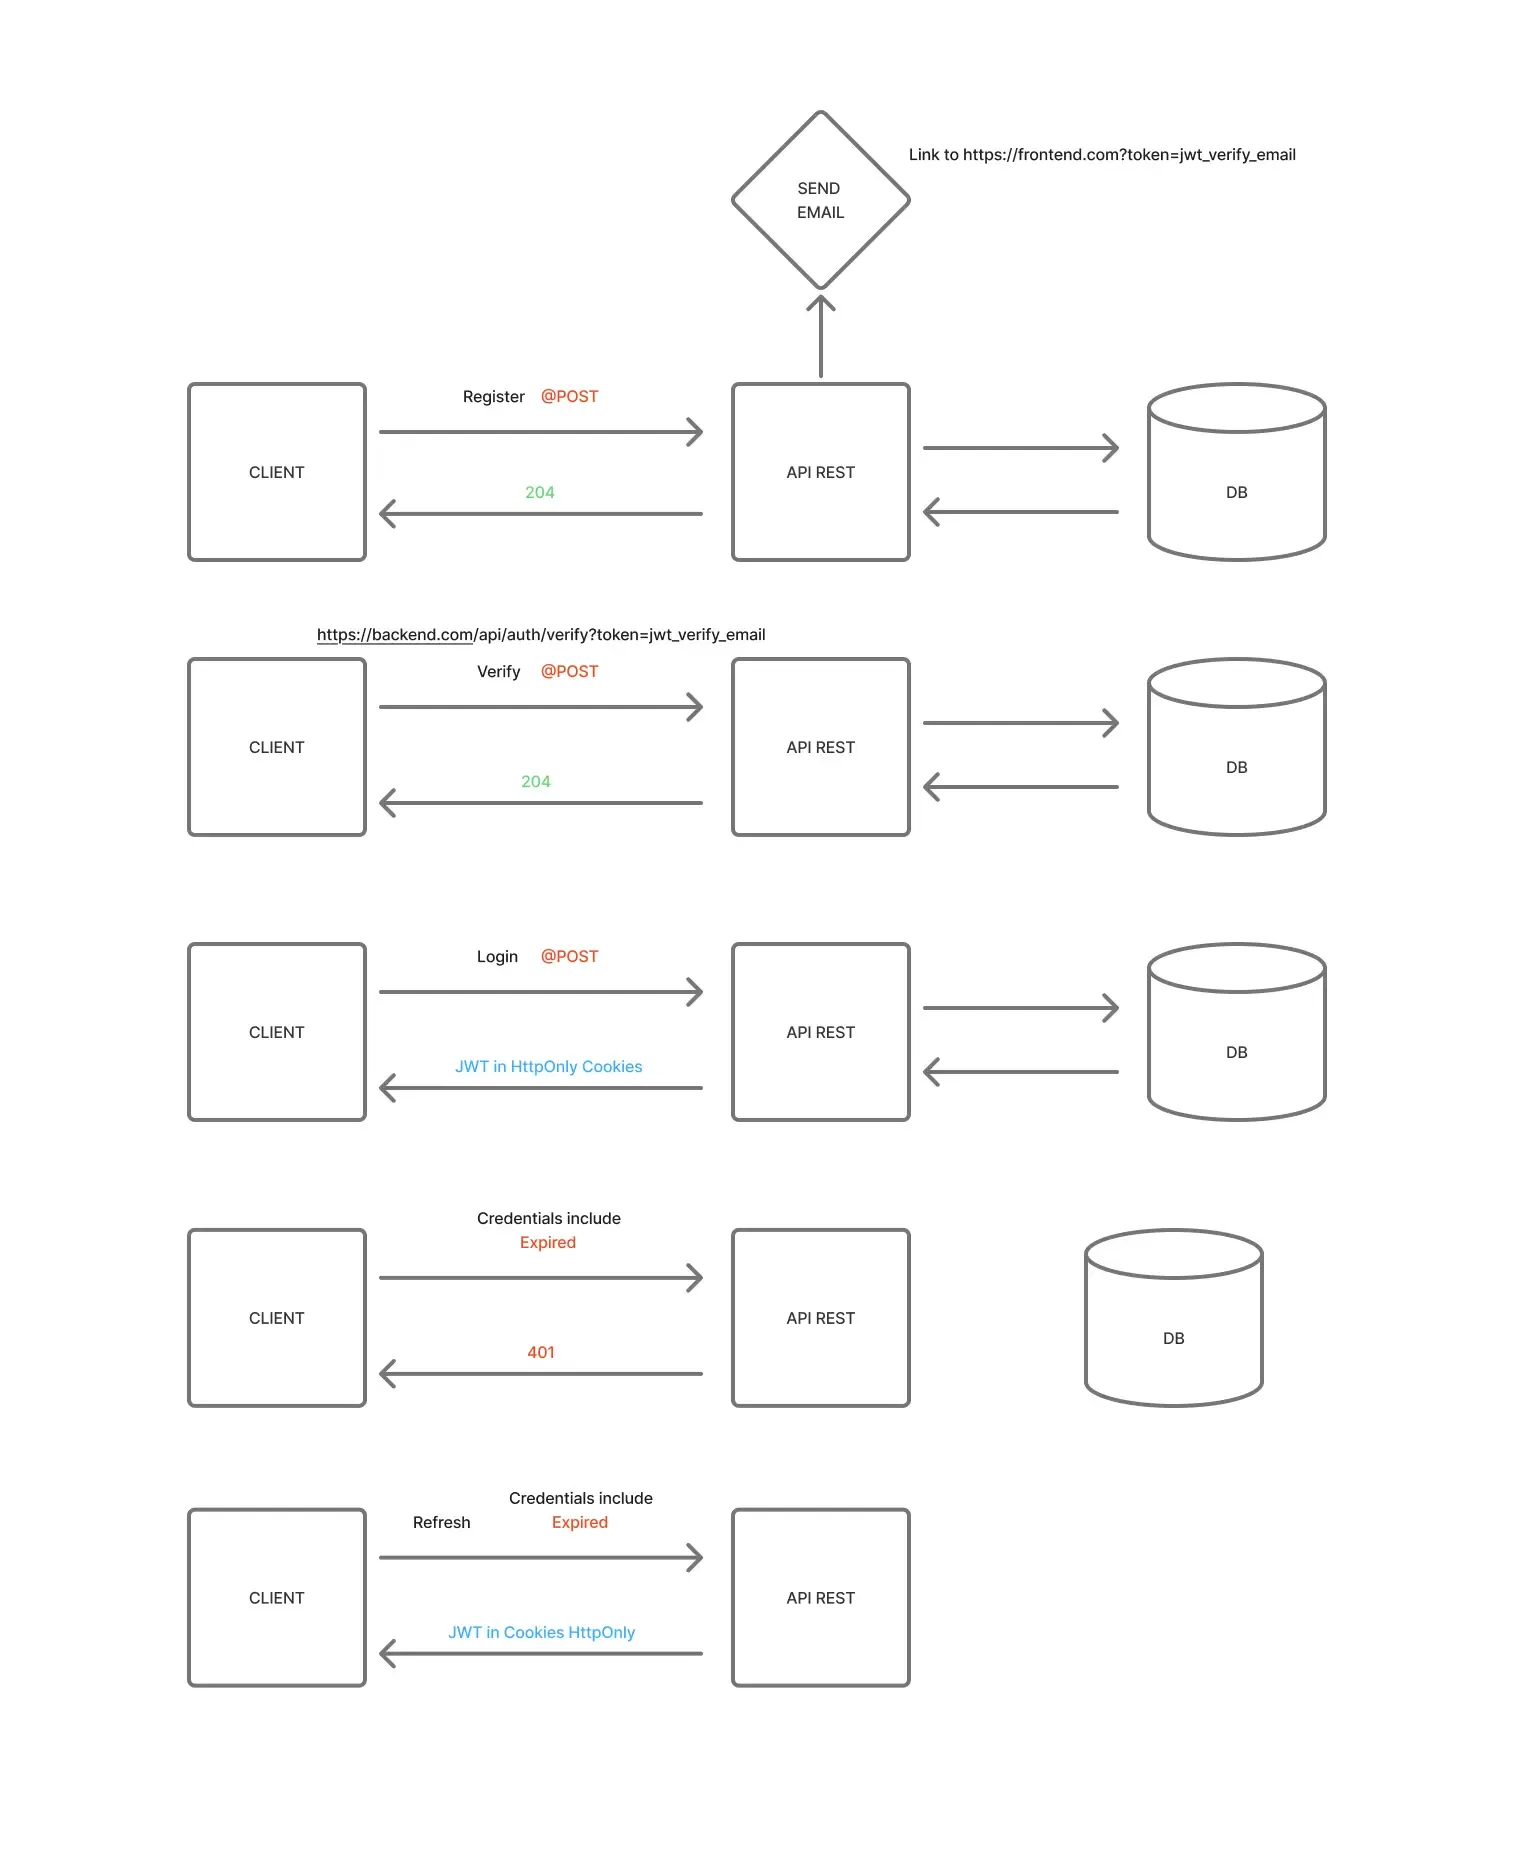 Link to https://frontend.com?token=jwt_verify_email
SEND
EMAIL
Register @POST
CLIENT
API REST
204
DB
https://backend.com/api/auth/verify?token=jwt_verify_email
Verify @POST
CLIENT
API REST
204
DB
Login @POST
CLIENT
API REST
JWT in HttpOnly Cookies
DB
Credentials include
Expired
CLIENT
API REST
401
DB
Credentials include
Refresh Expired
CLIENT
API REST
JWT in Cookies HttpOnly